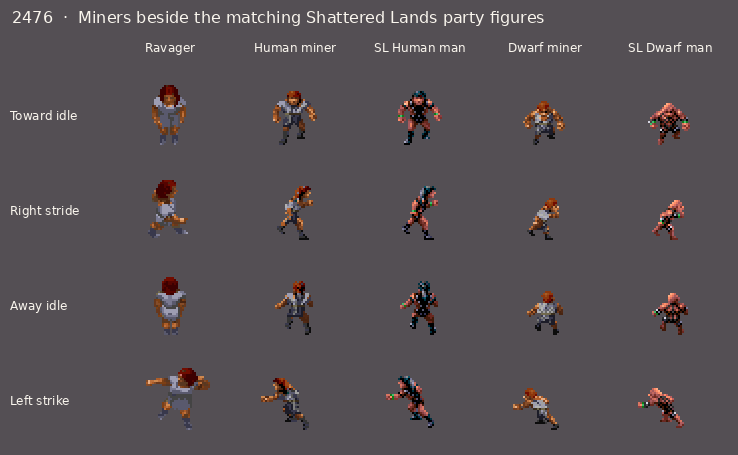 2476 · Miners beside the matching Shattered Lands party figures
Ravager Human miner SL Human man Dwarf miner SL Dwarf man
Toward idle
Right stride
Away idle
Left strike